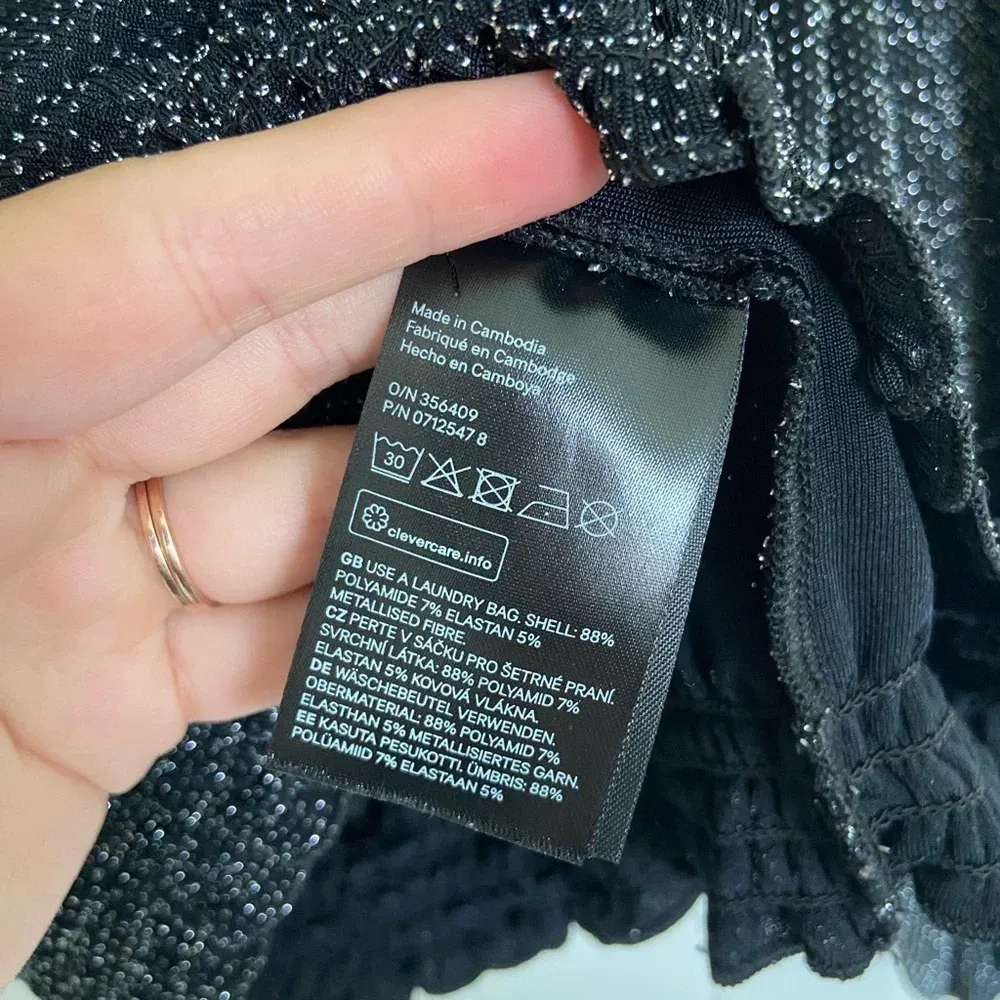 Made in Cambodia
Fabriqué en Cambodge
Hecho en Camboya
O/N 356409
P/N 0712547 8
30
clevercare.info
GB USE A LAUNDRY BAG. SHELL: 88%
POLYAMIDE 7% ELASTAN 5%
METALLISED FIBRE.
CZ PERTE V SÁČKU PRO ŠETRNÉ PRANÍ.
SVRCHNÍ LÁTKA: 88% POLYAMID 7%
ELASTAN 5% KOVOVÁ VLÁKNA.
DE WÄSCHEBEUTEL VERWENDEN.
OBERMATERIAL: 88% POLYAMID 7%
ELASTHAN 5% METALLISIERTES GARN.
EE KASUTA PESUKOTTI. ÜMBRIS: 88%
POLÜAMIID 7% ELASTAAN 5%